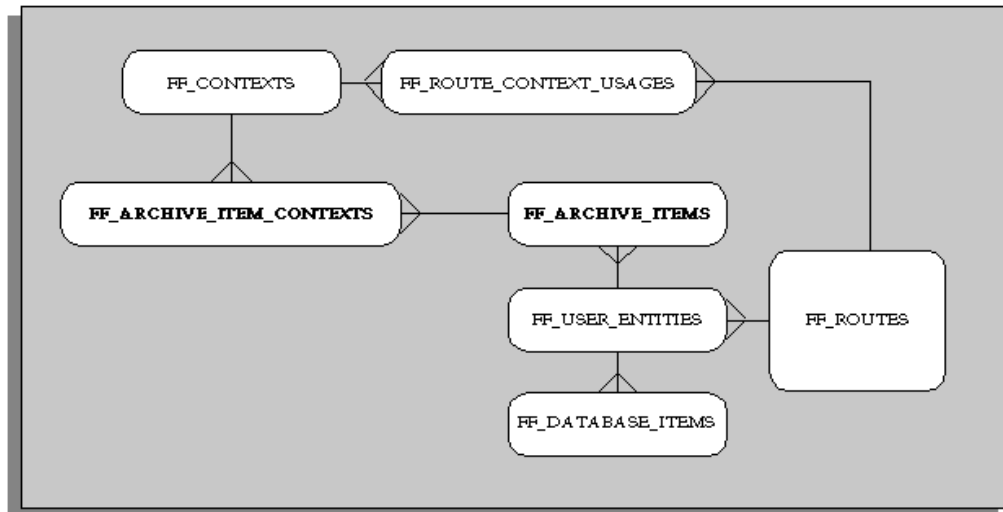 FF_CONTEXTS
FF_ROUTE_CONTEXT_USAGES
FF_ARCHIVE_ITEM_CONTEXTS
FF_ARCHIVE_ITEMS
FF_USER_ENTITIES
FF_ROUTES
FF_DATABASE_ITEMS